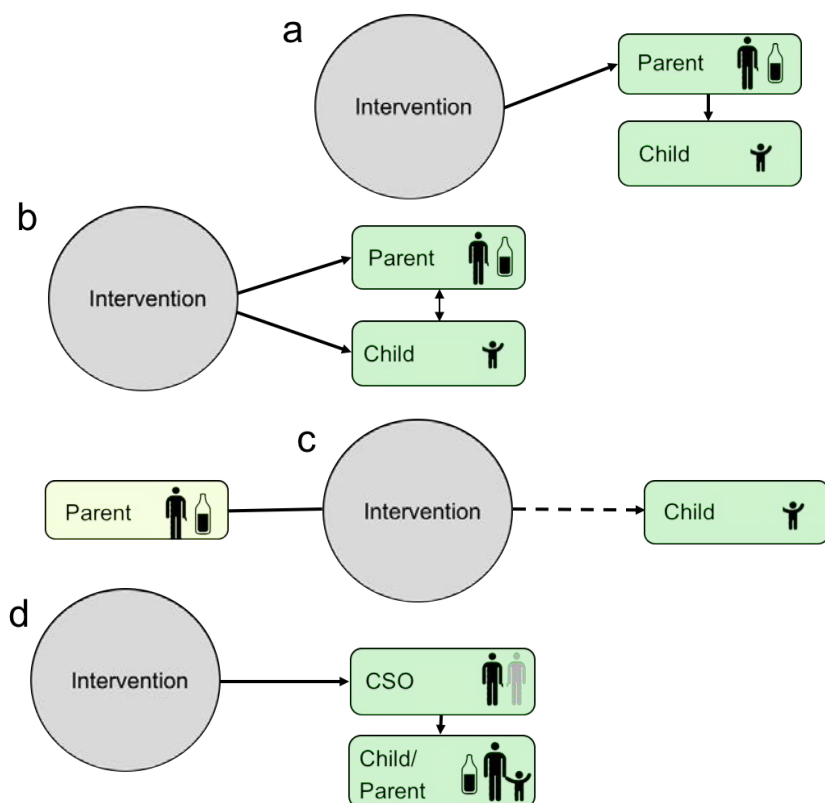 a
Intervention
Parent
Child
b
Intervention
Parent
Child
c
Parent
Intervention
Child
d
Intervention
CSO
Child/
Parent